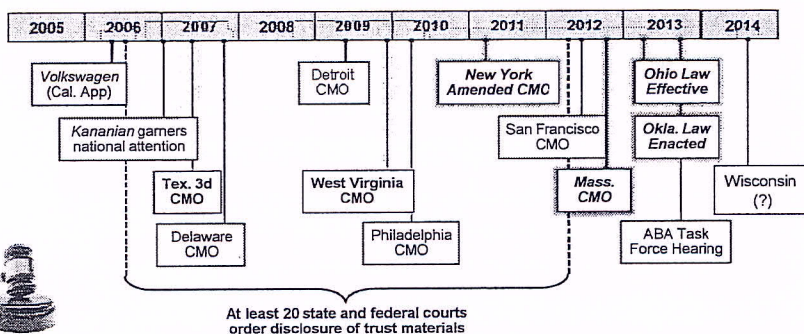 2005 2006 2007 2008 2009 2010 2011 2012 2013 2014
Volkswagen
(Cal. App)
Kananian garners
national attention
Tex. 3d
CMO
Delaware
CMO
Detroit
CMO
West Virginia
CMO
Philadelphia
CMO
New York
Amended CMO
San Francisco
CMO
Mass.
CMO
Ohio Law
Effective
Okla. Law
Enacted
ABA Task
Force Hearing
Wisconsin
(?)
At least 20 state and federal courts
order disclosure of trust materials